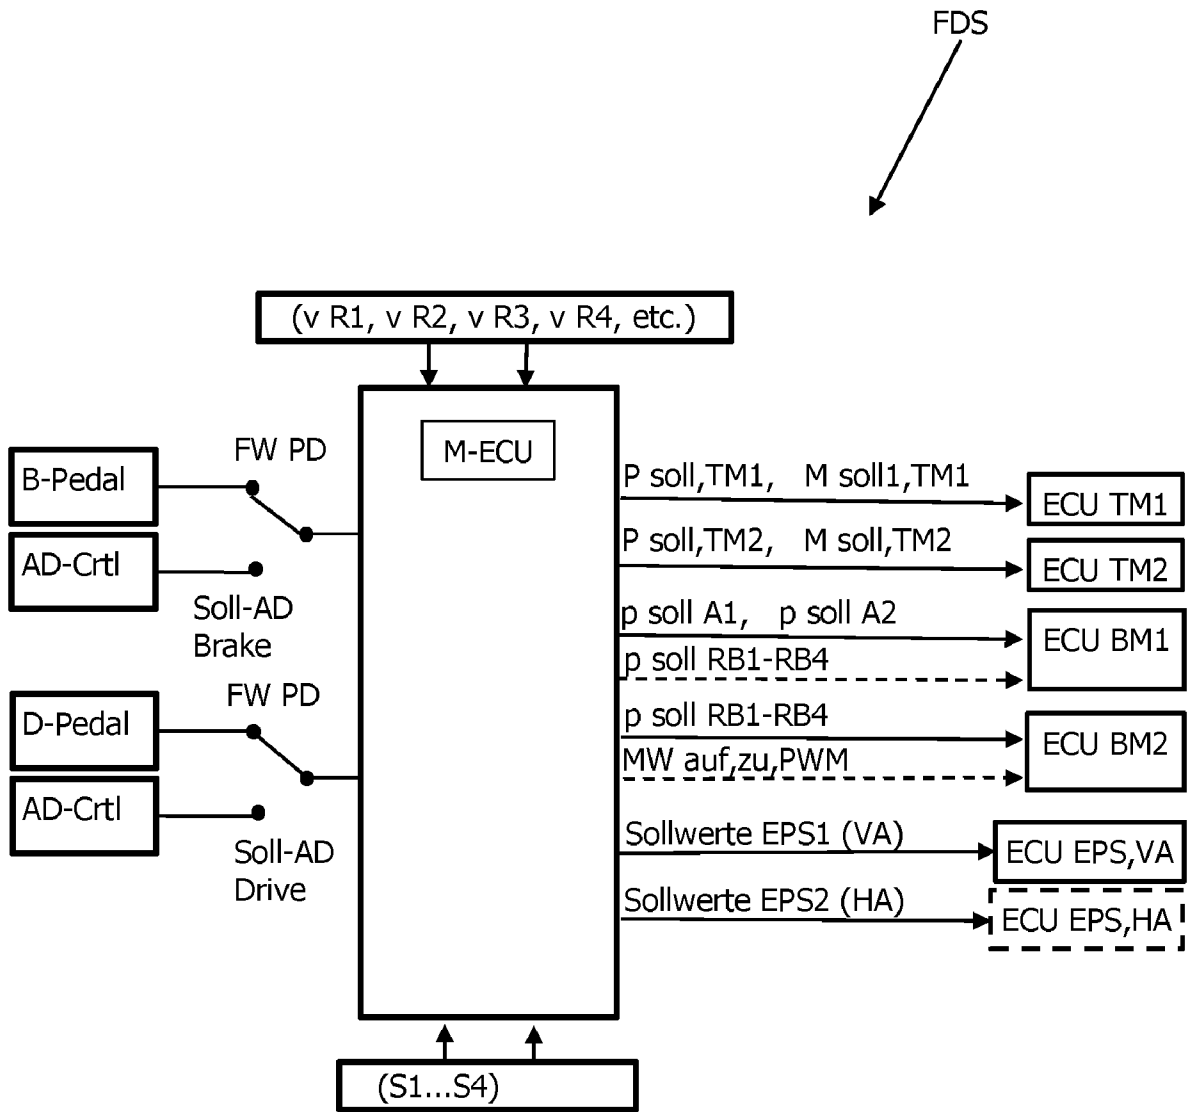 FDS
(v R1, v R2, v R3, v R4, etc.)
M-ECU
B-Pedal
FW PD
AD-Crtl
Soll-AD
Brake
D-Pedal
FW PD
AD-Crtl
Soll-AD
Drive
P soll,TM1, M soll1,TM1
ECU TM1
P soll,TM2, M soll,TM2
ECU TM2
p soll A1, p soll A2
ECU BM1
p soll RB1-RB4
p soll RB1-RB4
ECU BM2
MW auf,zu,PWM
Sollwerte EPS1 (VA)
ECU EPS,VA
Sollwerte EPS2 (HA)
ECU EPS,HA
(S1...S4)